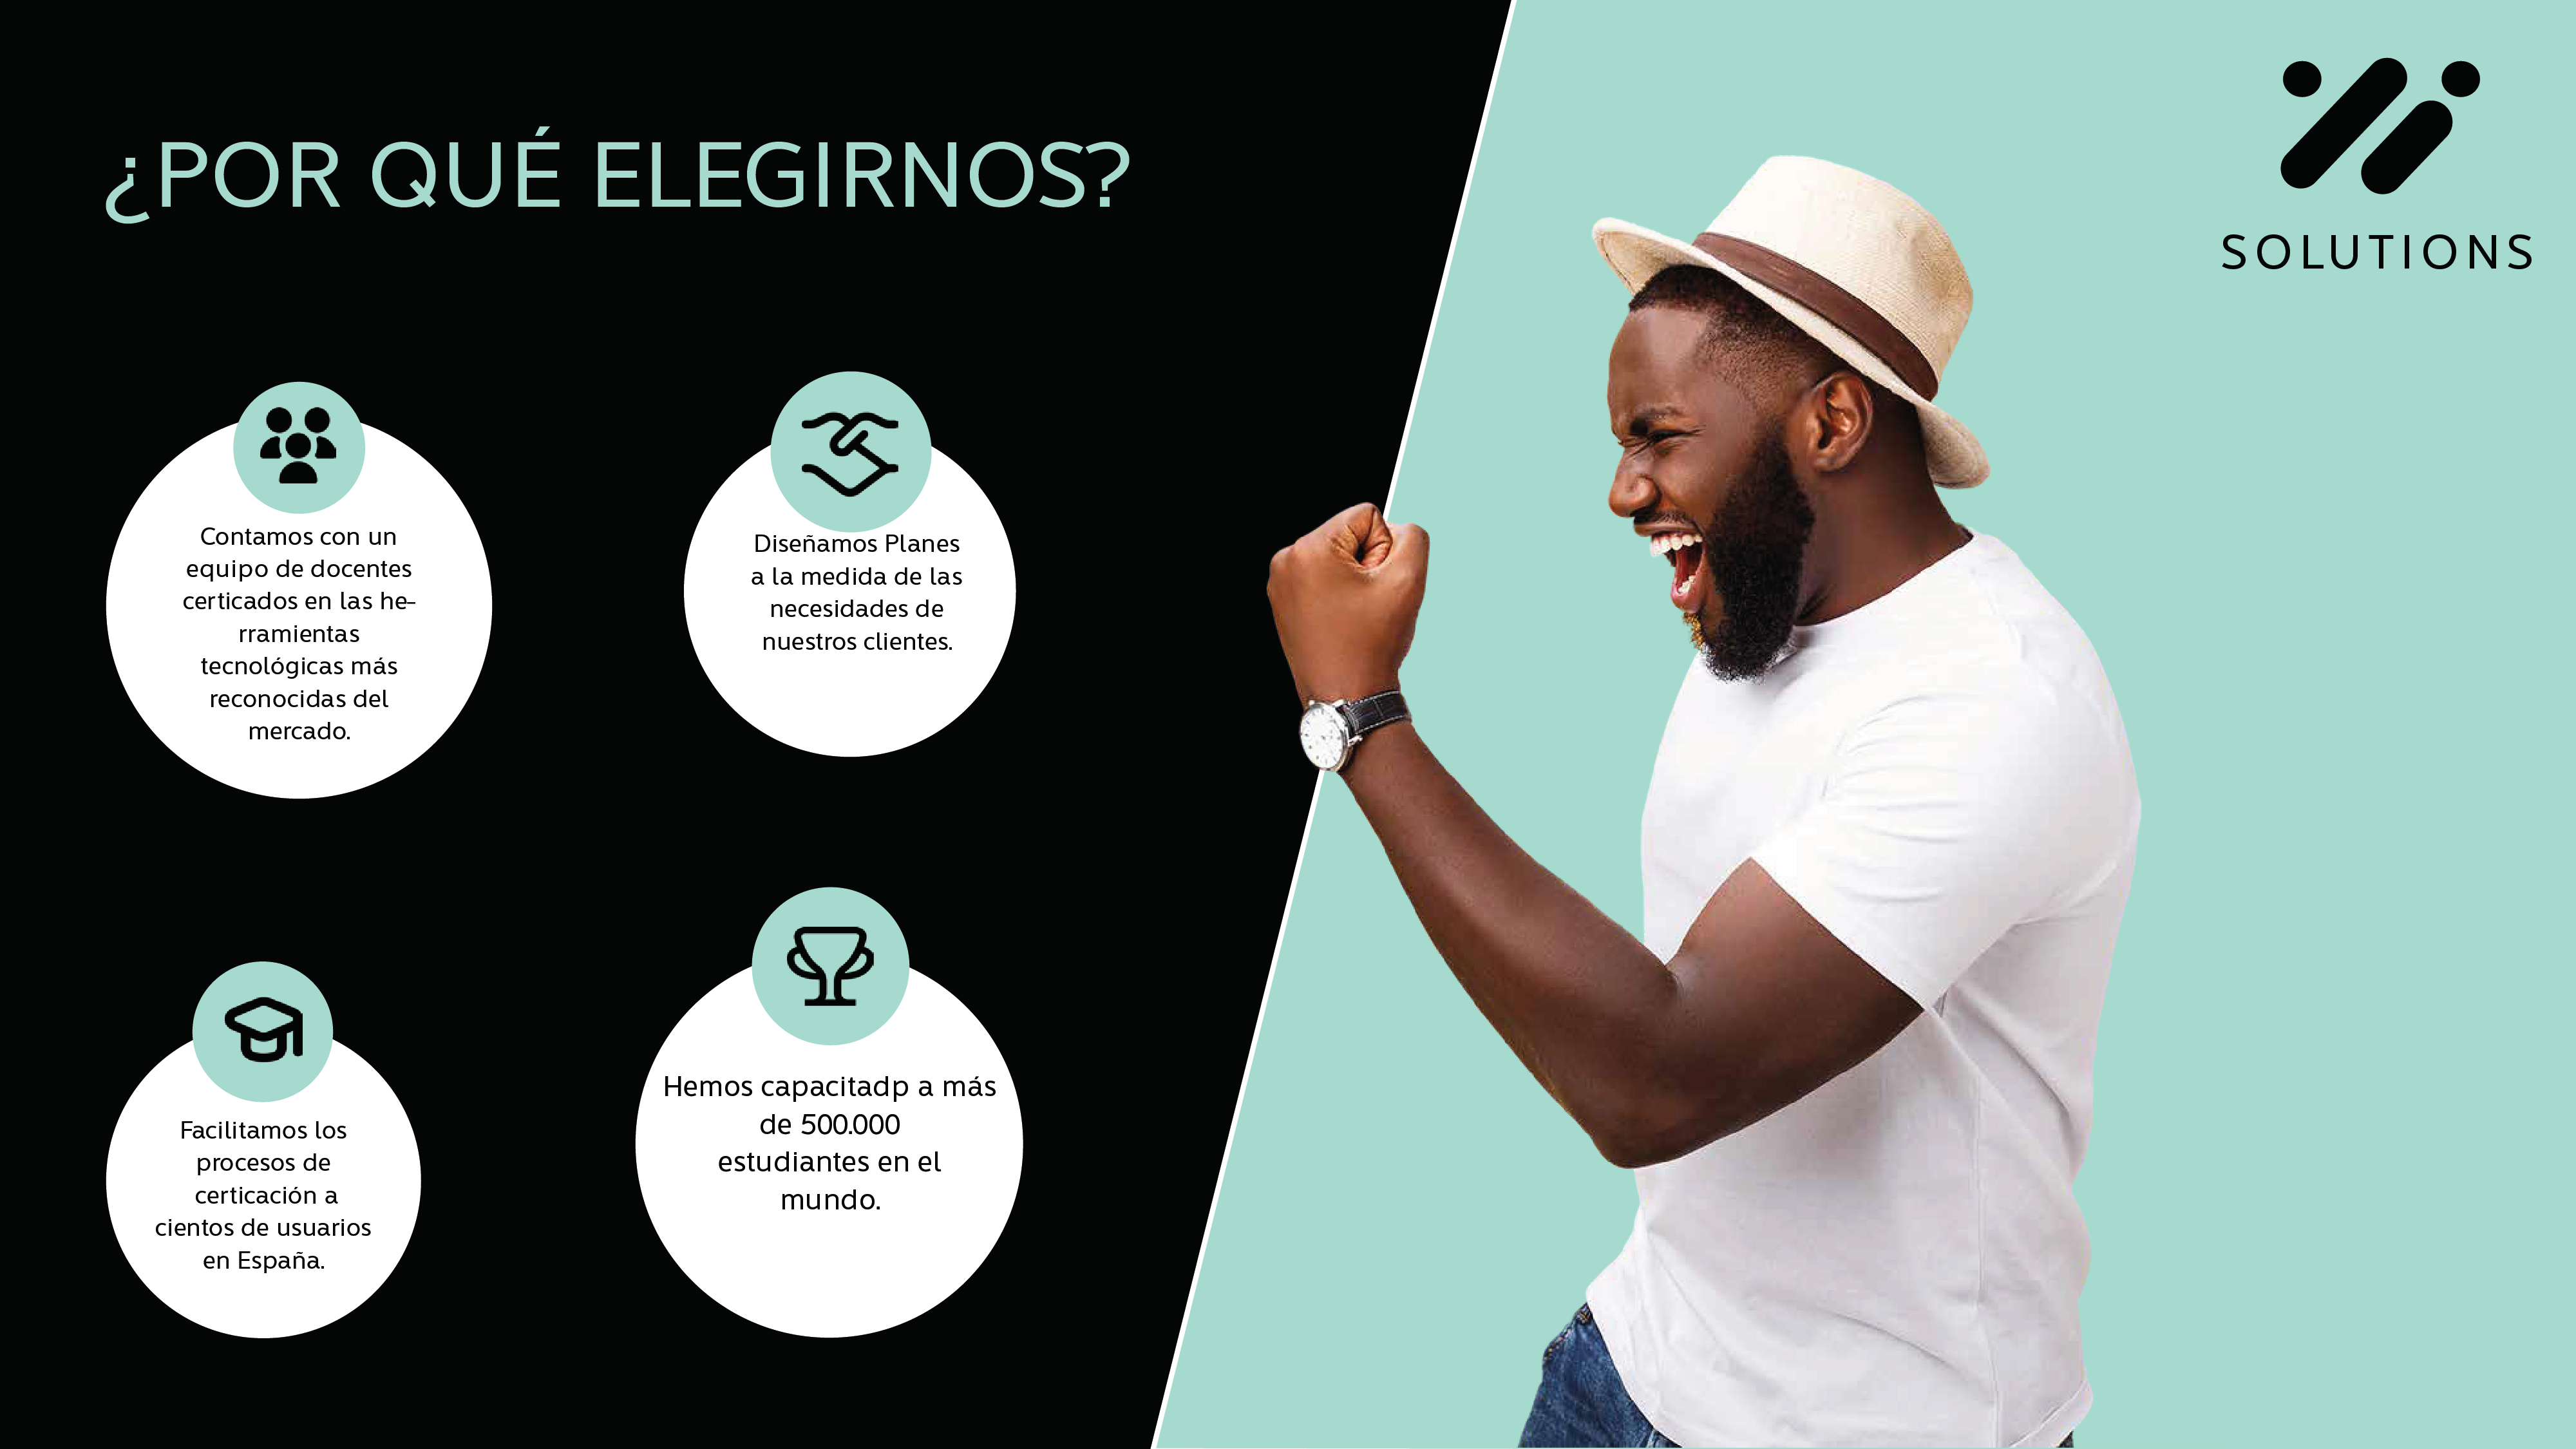 ¿POR QUÉ ELEGIRNOS?
SOLUTIONS
Contamos con un
equipo de docentes
certicados en las he-
rramientas
tecnológicas más
reconocidas del
mercado.
Diseñamos Planes
a la medida de las
necesidades de
nuestros clientes.
Facilitamos los
procesos de
certicación a
cientos de usuarios
en España.
Hemos capacitadp a más
de 500.000
estudiantes en el
mundo.